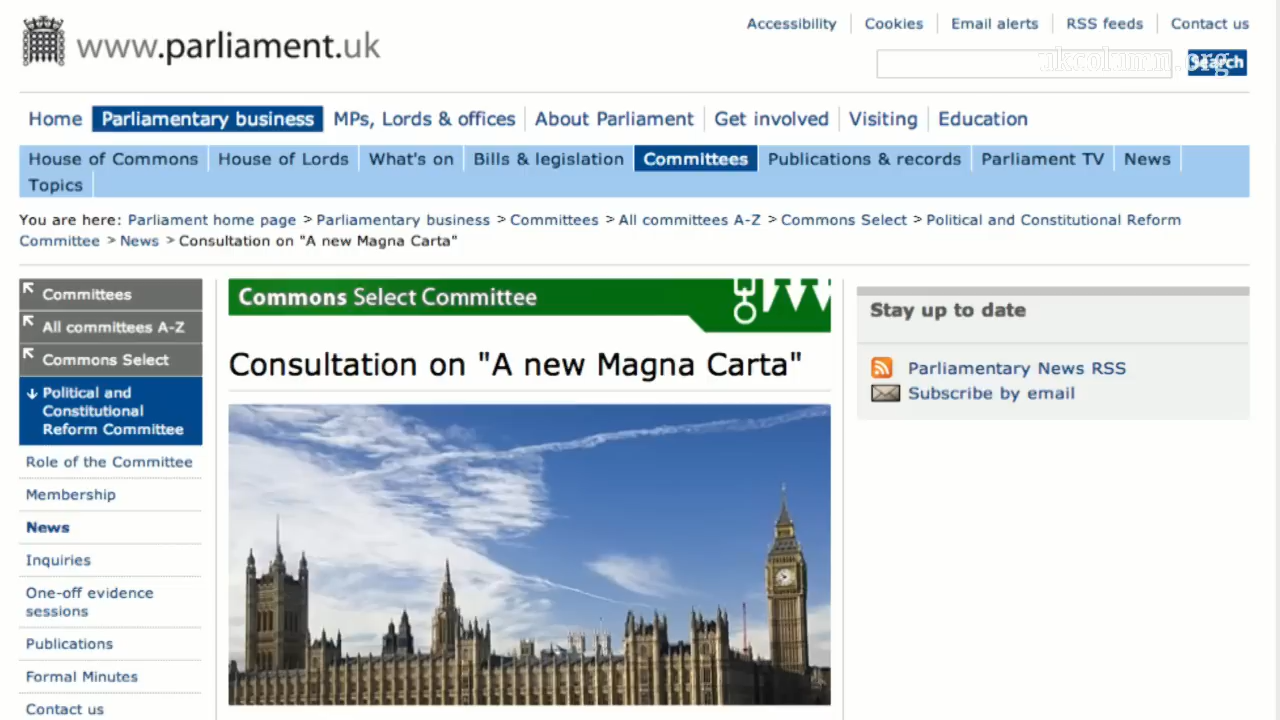 Accessibility Cookies Email alerts RSS feeds Contact us
www.parliament.uk
ukcolumn.org
Search
Home Parliamentary business MPs, Lords & offices About Parliament Get involved Visiting Education
House of Commons House of Lords What's on Bills & legislation Committees Publications & records Parliament TV News
Topics
You are here: Parliament home page > Parliamentary business > Committees > All committees A-Z > Commons Select > Political and Constitutional Reform
Committee > News > Consultation on "A new Magna Carta"
Committees
All committees A-Z
Commons Select
Political and
Constitutional
Reform Committee
Role of the Committee
Membership
News
Inquiries
One-off evidence
sessions
Publications
Formal Minutes
Contact us
Commons Select Committee
Consultation on "A new Magna Carta"
Stay up to date
Parliamentary News RSS
Subscribe by email